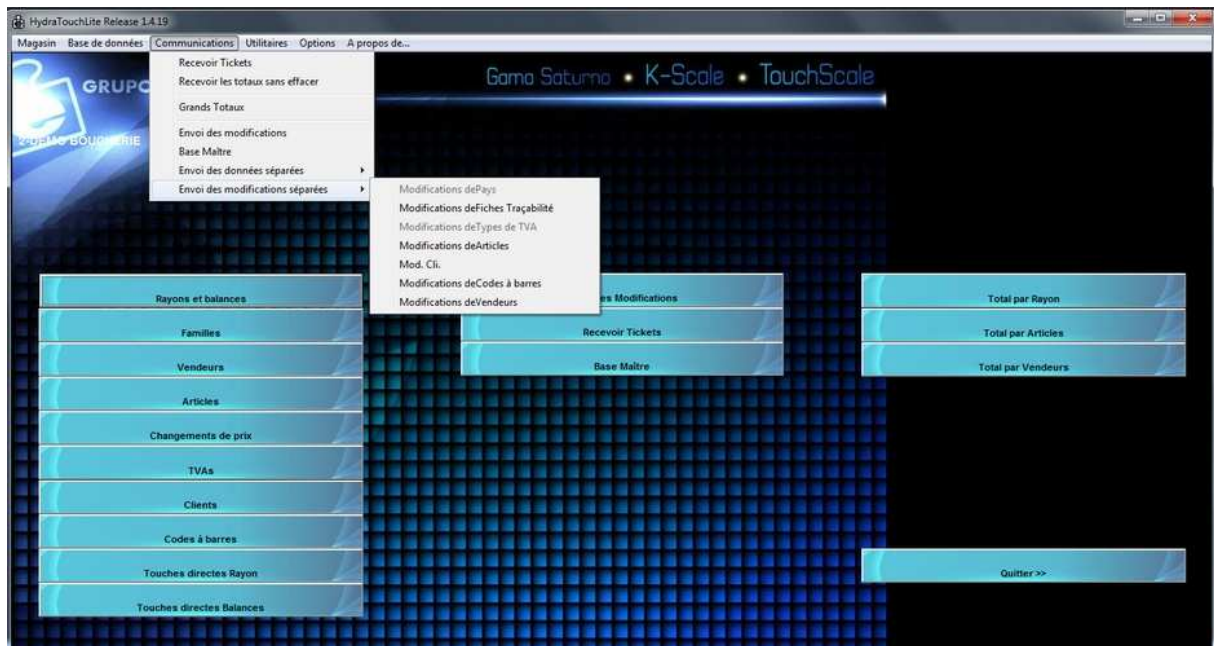 HydraTouchLite Release 1.4.19
Magasin Base de données Communications Utilitaires Options A propos de...
Recevoir Tickets
Recevoir les totaux sans effacer
Grands Totaux
Envoi des modifications
Base Maître
Envoi des données séparées
Envoi des modifications séparées
Modifications dePays
Modifications deFiches Traçabilité
Modifications deTypes de TVA
Modifications deArticles
Mod. Cli.
Modifications deCodes à barres
Modifications deVendeurs
GRUPO
2-DEMO BOUCHERIE
Gama Saturno • K-Scale • TouchScale
Rayons et balances
Familles
Vendeurs
Articles
Changements de prix
TVAs
Clients
Codes à barres
Touches directes Rayon
Touches directes Balances
es Modifications
Recevoir Tickets
Base Maître
Total par Rayon
Total par Articles
Total par Vendeurs
Quitter >>